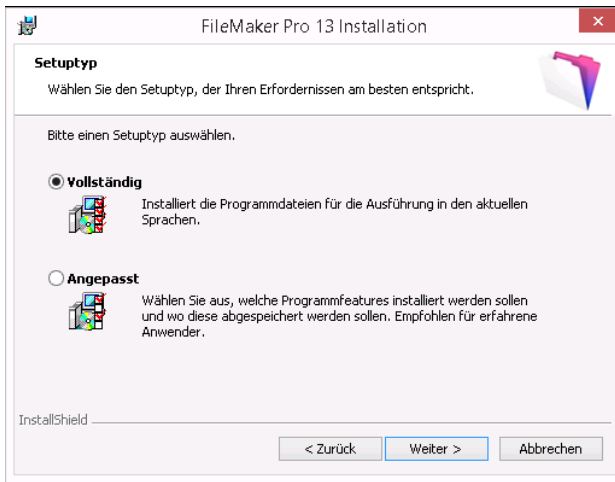 FileMaker Pro 13 Installation
Setuptyp
Wählen Sie den Setuptyp, der Ihren Erfordernissen am besten entspricht.
Bitte einen Setuptyp auswählen.
Vollständig
Installiert die Programmdateien für die Ausführung in den aktuellen
Sprachen.
Angepasst
Wählen Sie aus, welche Programmfeatures installiert werden sollen
und wo diese abgespeichert werden sollen. Empfohlen für erfahrene
Anwender.
InstallShield
< Zurück Weiter > Abbrechen